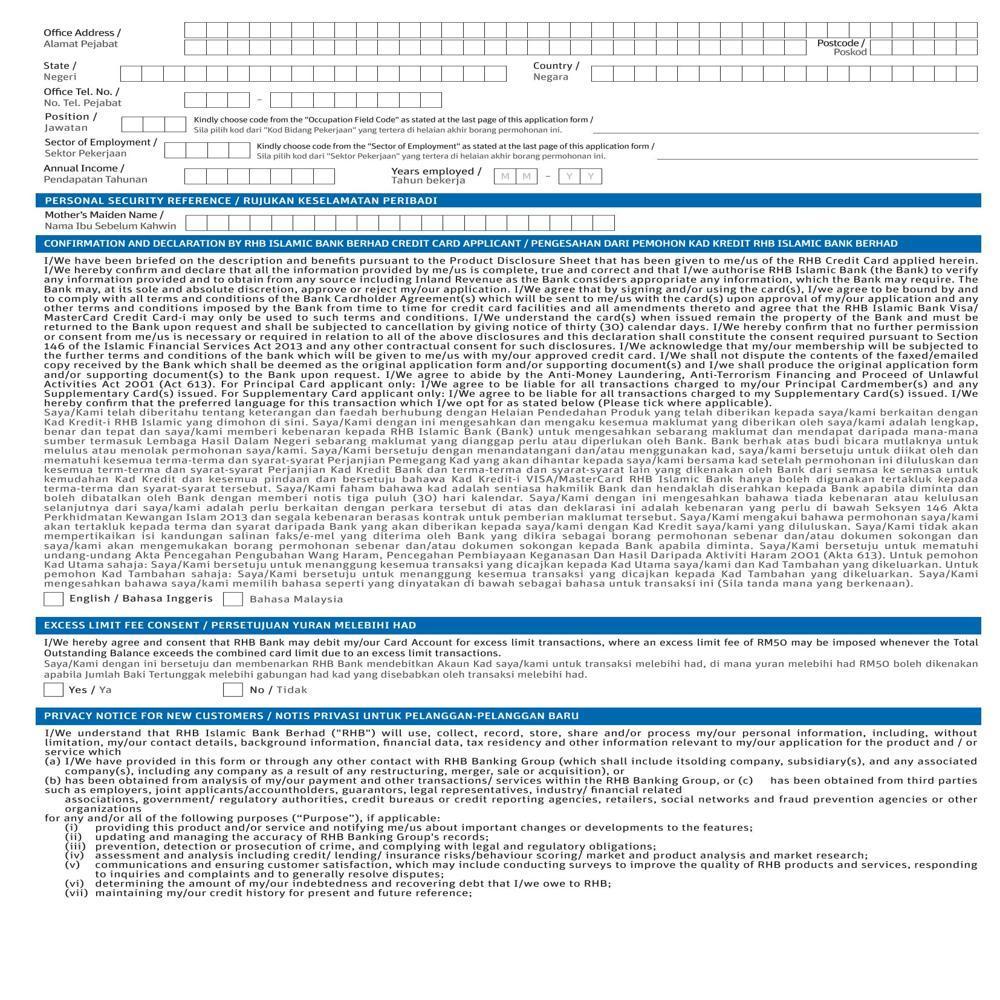 Office Address /
Alamat Pejabat
Postcode /
Poskod
State /
Negeri
Country /
Negara
Office Tel. No. /
No. Tel. Pejabat
–
Position /
Jawatan
Kindly choose code from the "Occupation Field Code" as stated at the last page of this application form /
Sila pilih kod dari "Kod Bidang Pekerjaan" yang tertera di helaian akhir borang permohonan ini.
Sector of Employment /
Sektor Pekerjaan
Kindly choose code from the "Sector of Employment" as stated at the last page of this application form /
Sila pilih kod dari "Sektor Pekerjaan" yang tertera di helaian akhir borang permohonan ini.
Annual Income /
Pendapatan Tahunan
Years employed /
Tahun bekerja
M M – Y Y
PERSONAL SECURITY REFERENCE / RUJUKAN KESELAMATAN PERIBADI
Mother's Maiden Name /
Nama Ibu Sebelum Kahwin
CONFIRMATION AND DECLARATION BY RHB ISLAMIC BANK BERHAD CREDIT CARD APPLICANT / PENGESAHAN DARI PEMOHON KAD KREDIT RHB ISLAMIC BANK BERHAD
I/We have been briefed on the description and benefits pursuant to the Product Disclosure Sheet that has been given to me/us of the RHB Credit Card applied herein.
I/We hereby confirm and declare that all the information provided by me/us is complete, true and correct and that I/we authorise RHB Islamic Bank (the Bank) to verify
any information provided and to obtain from any source including Inland Revenue as the Bank considers appropriate any information, which the Bank may require. The
Bank may, at its sole and absolute discretion, approve or reject my/our application. I/We agree that by signing and/or using the card(s), I/we agree to be bound by and
to comply with all terms and conditions of the Bank Cardholder Agreement(s) which will be sent to me/us with the card(s) upon approval of my/our application and any
other terms and conditions imposed by the Bank from time to time for credit card facilities and all amendments thereto and agree that the RHB Islamic Bank Visa/
MasterCard Credit Card-i may only be used to such terms and conditions. I/We understand the card(s) when issued remain the property of the Bank and must be
returned to the Bank upon request and shall be subjected to cancellation by giving notice of thirty (30) calendar days. I/We hereby confirm that no further permission
or consent from me/us is necessary or required in relation to all of the above disclosures and this declaration shall constitute the consent required pursuant to Section
146 of the Islamic Financial Services Act 2013 and any other contractual consent for such disclosures. I/We acknowledge that my/our membership will be subjected to
the further terms and conditions of the bank which will be given to me/us with my/our approved credit card. I/We shall not dispute the contents of the faxed/emailed
copy received by the Bank which shall be deemed as the original application form and/or supporting document(s) and I/we shall produce the original application form
and/or supporting document(s) to the Bank upon request. I/We agree to abide by the Anti-Money Laundering, Anti-Terrorism Financing and Proceed of Unlawful
Activities Act 2001 (Act 613). For Principal Card applicant only: I/We agree to be liable for all transactions charged to my/our Principal Cardmember(s) and any
Supplementary Card(s) issued. For Supplementary Card applicant only: I/We agree to be liable for all transactions charged to my Supplementary Card(s) issued. I/We
hereby confirm that the preferred language for this transaction which I/we opt for as stated below (Please tick where applicable).
Saya/Kami telah diberitahu tentang keterangan dan faedah berhubung dengan Helaian Pendedahan Produk yang telah diberikan kepada saya/kami berkaitan dengan
Kad Kredit-i RHB Islamic yang dimohon di sini. Saya/Kami dengan ini mengesahkan dan mengaku kesemua maklumat yang diberikan oleh saya/kami adalah lengkap,
benar dan tepat dan saya/kami memberi kebenaran kepada RHB Islamic Bank (Bank) untuk mengesahkan sebarang maklumat dan mendapat daripada mana-mana
sumber termasuk Lembaga Hasil Dalam Negeri sebarang maklumat yang dianggap perlu atau diperlukan oleh Bank. Bank berhak atas budi bicara mutlaknya untuk
melulus atau menolak permohonan saya/kami. Saya/Kami bersetuju dengan menandatangani dan/atau menggunakan kad, saya/kami bersetuju untuk diikat oleh dan
mematuhi kesemua terma-terma dan syarat-syarat Perjanjian Pemegang Kad yang akan dihantar kepada saya/kami bersama kad setelah permohonan ini diluluskan dan
kesemua term-terma dan syarat-syarat Perjanjian Kad Kredit Bank dan terma-terma dan syarat-syarat lain yang dikenakan oleh Bank dari semasa ke semasa untuk
kemudahan Kad Kredit dan kesemua pindaan dan bersetuju bahawa Kad Kredit-i VISA/MasterCard RHB Islamic Bank hanya boleh digunakan tertakluk kepada
terma-terma dan syarat-syarat tersebut. Saya/Kami faham bahawa kad adalah sentiasa hakmilik Bank dan hendaklah diserahkan kepada Bank apabila diminta dan
boleh dibatalkan oleh Bank dengan memberi notis tiga puluh (30) hari kalendar. Saya/Kami dengan ini mengesahkan bahawa tiada kebenaran atau kelulusan
selanjutnya dari saya/kami adalah perlu berkaitan dengan perkara tersebut di atas dan deklarasi ini adalah kebenaran yang perlu di bawah Seksyen 146 Akta
Perkhidmatan Kewangan Islam 2013 dan segala kebenaran berasas kontrak untuk pemberian maklumat tersebut. Saya/Kami mengakui bahawa permohonan saya/kami
akan tertakluk kepada terma dan syarat daripada Bank yang akan diberikan kepada saya/kami dengan Kad Kredit saya/kami yang diluluskan. Saya/Kami tidak akan
mempertikaikan isi kandungan salinan faks/e-mel yang diterima oleh Bank yang dikira sebagai borang permohonan sebenar dan/atau dokumen sokongan dan
saya/kami akan mengemukakan borang permohonan sebenar dan/atau dokumen sokongan kepada Bank apabila diminta. Saya/Kami bersetuju untuk mematuhi
undang-undang Akta Pencegahan Pengubahan Wang Haram, Pencegahan Pembiayaan Keganasan Dan Hasil Daripada Aktiviti Haram 2001 (Akta 613). Untuk Pemohon
Kad Utama sahaja: Saya/Kami bersetuju untuk menanggung kesemua transaksi yang dicajkan kepada Kad Utama saya/kami dan Kad Tambahan yang dikeluarkan. Untuk
pemohon Kad Tambahan sahaja: Saya/Kami bersetuju untuk menanggung kesemua transaksi yang dicajkan kepada Kad Tambahan yang dikeluarkan. Saya/Kami
mengesahkan bahawa saya/kami memilih bahasa seperti yang dinyatakan di bawah sebagai bahasa untuk transaksi ini (Sila tanda mana yang berkenaan).
English / Bahasa Inggeris
Bahasa Malaysia
EXCESS LIMIT FEE CONSENT / PERSETUJUAN YURAN MELEBIHI HAD
I/We hereby agree and consent that RHB Bank may debit my/our Card Account for excess limit transactions, where an excess limit fee of RM50 may be imposed whenever the Total
Outstanding Balance exceeds the combined card limit due to an excess limit transactions.
Saya/Kami dengan ini bersetuju dan membenarkan RHB Bank mendebitkan Akaun Kad saya/kami untuk transaksi melebihi had, di mana yuran melebihi had RM50 boleh dikenakan
apabila Jumlah Baki Tertunggak melebihi gabungan had kad yang disebabkan oleh transaksi melebihi had.
Yes / Ya
No / Tidak
PRIVACY NOTICE FOR NEW CUSTOMERS / NOTIS PRIVASI UNTUK PELANGGAN-PELANGGAN BARU
I/We understand that RHB Islamic Bank Berhad ("RHB") will use, collect, record, store, share and/or process my/our personal information, including, without
limitation, my/our contact details, background information, financial data, tax residency and other information relevant to my/our application for the product and / or
service which
(a) I/We have provided in this form or through any other contact with RHB Banking Group (which shall include itsolding company, subsidiary(s), and any associated
company(s), including any company as a result of any restructuring, merger, sale or acquisition), or
(b) has been obtained from analysis of my/our payment and other transactions/ services within the RHB Banking Group, or (c) has been obtained from third parties
such as employers, joint applicants/accountholders, guarantors, legal representatives, industry/ financial related
associations, government/ regulatory authorities, credit bureaus or credit reporting agencies, retailers, social networks and fraud prevention agencies or other
organizations
for any and/or all of the following purposes (“Purpose”), if applicable:
(i) providing this product and/or service and notifying me/us about important changes or developments to the features;
(ii) updating and managing the accuracy of RHB Banking Group's records;
(iii) prevention, detection or prosecution of crime, and complying with legal and regulatory obligations;
(iv) assessment and analysis including credit/ lending/ insurance risks/behaviour scoring/ market and product analysis and market research;
(v) communications and ensuring customer satisfaction, which may include conducting surveys to improve the quality of RHB products and services, responding
to inquiries and complaints and to generally resolve disputes;
(vi) determining the amount of my/our indebtedness and recovering debt that I/we owe to RHB;
(vii) maintaining my/our credit history for present and future reference;